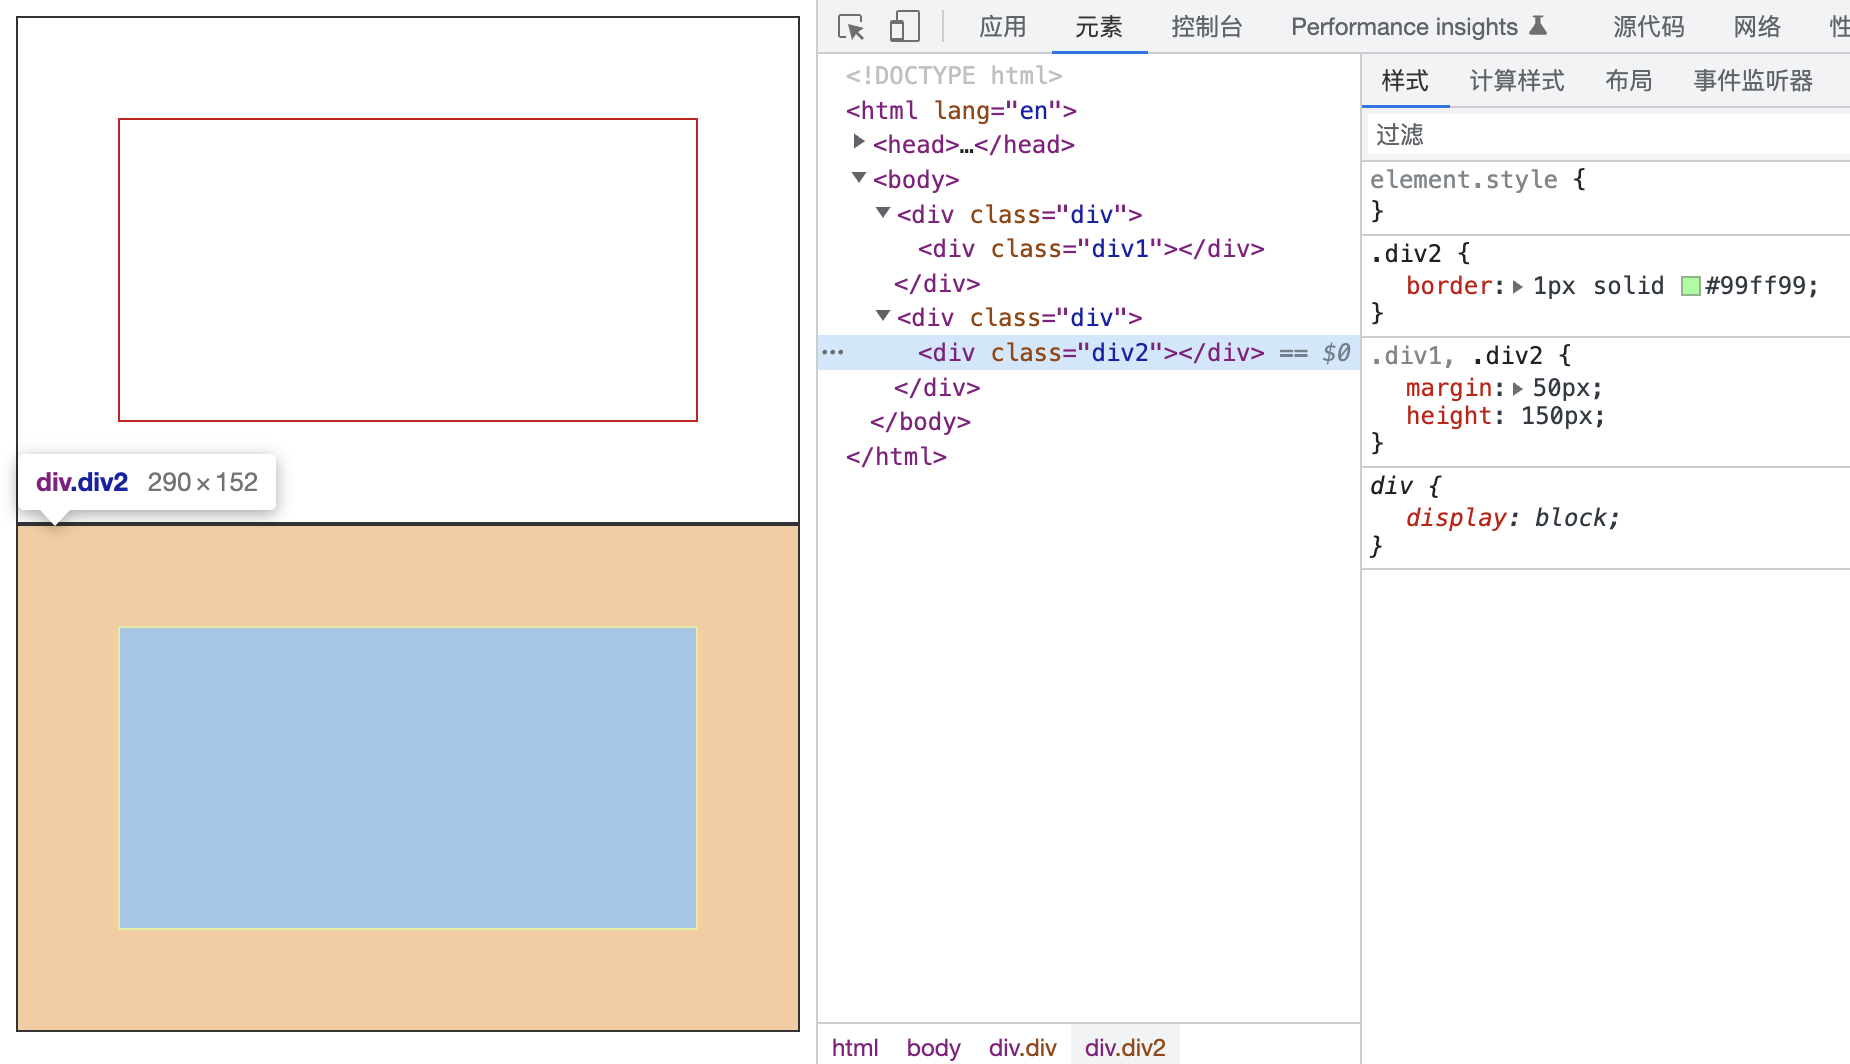 应用 元素 控制台 Performance insights 源代码 网络 性
<!DOCTYPE html>
<html lang="en">
<head>…</head>
<body>
<div class="div">
<div class="div1"></div>
</div>
<div class="div">
··· <div class="div2"></div> == $0
</div>
</body>
</html>
div.div2 290×152
样式 计算样式 布局 事件监听器
过滤
element.style {
}
.div2 {
border: 1px solid #99ff99;
}
.div1, .div2 {
margin: 50px;
height: 150px;
}
div {
display: block;
}
html body div.div div.div2